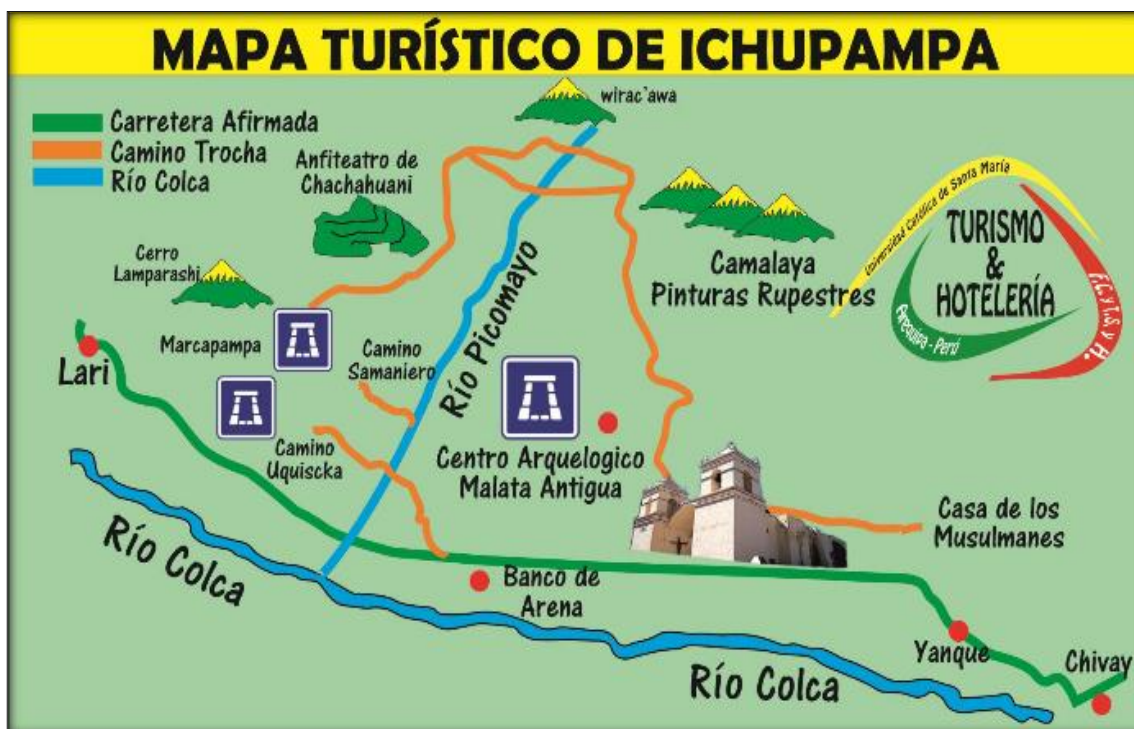 MAPA TURÍSTICO DE ICHUPAMPA
Carretera Afirmada
Camino Trocha
Río Colca
wirac'awa
Anfiteatro de
Chachahuani
Cerro
Lamparashi
Marcapampa
Lari
Camino
Samaniero
Camino
Uquiscka
Río Picomayo
Camalaya
Pinturas Rupestres
Universidad Católica de Santa María
TURISMO
&
HOTELERÍA
Arequipa - Perú
F.C. y T.S. y H.
Centro Arquelogico
Malata Antigua
Casa de los
Musulmanes
Río Colca
Banco de
Arena
Río Colca
Yanque
Chivay